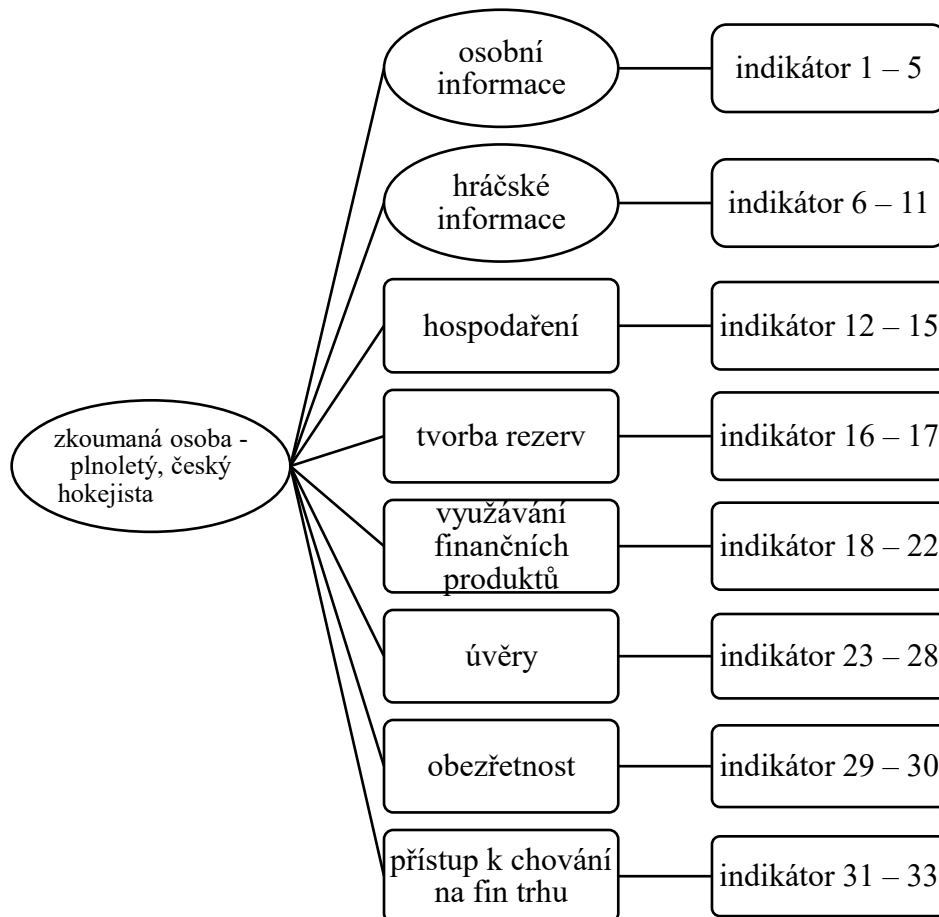 osobní
informace
indikátor 1 – 5
hráčské
informace
indikátor 6 – 11
hospodaření
indikátor 12 – 15
zkoumaná osoba -
plnoletý, český
hokejista
tvorba rezerv
indikátor 16 – 17
využávání
finančních
produktů
indikátor 18 – 22
úvěry
indikátor 23 – 28
obezřetnost
indikátor 29 – 30
přístup k chování
na fin trhu
indikátor 31 – 33